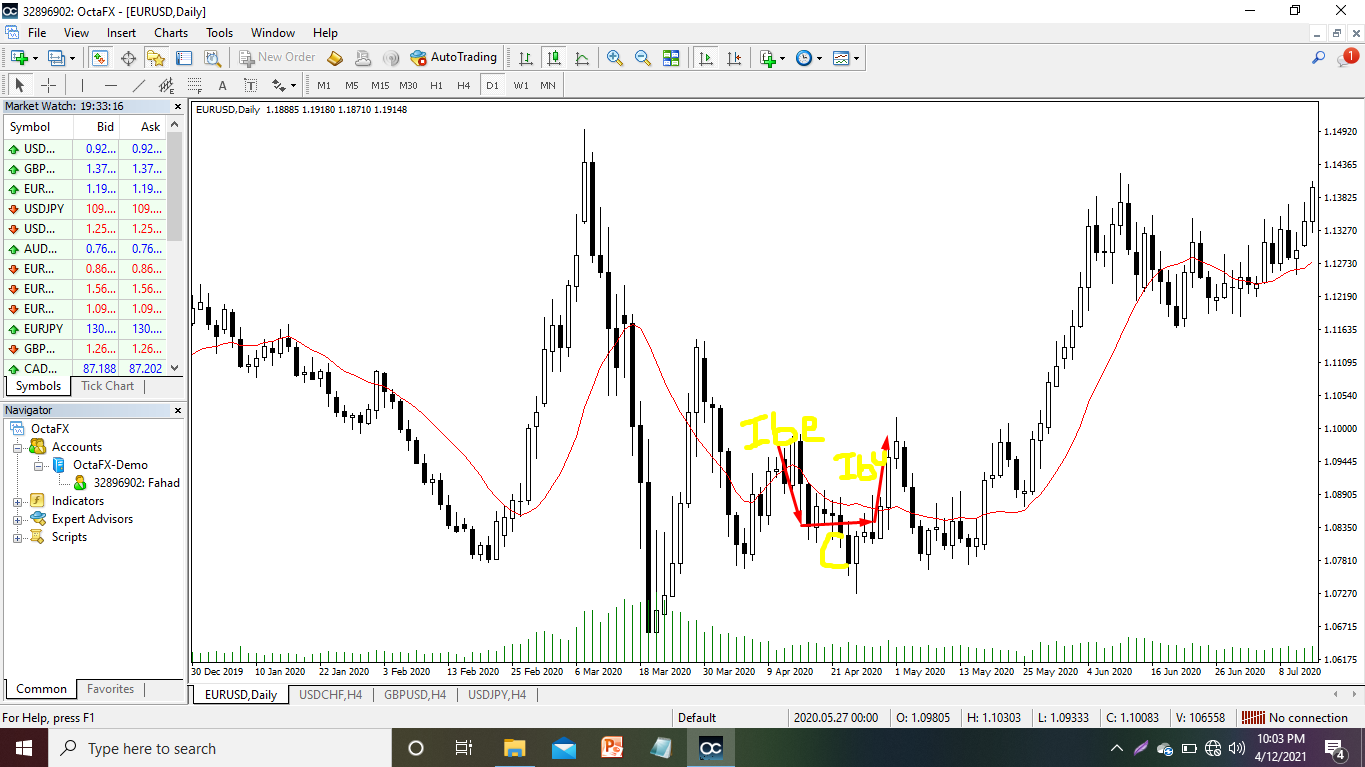 32896902: OctaFX - [EURUSD,Daily]
File View Insert Charts Tools Window Help
New Order AutoTrading 1
A T M1 M5 M15 M30 H1 H4 D1 W1 MN
Market Watch: 19:33:16
Symbol Bid Ask
USD... 0.92... 0.92...
GBP... 1.37... 1.37...
EUR... 1.19... 1.19...
USDJPY 109.... 109....
USD... 1.25... 1.25...
AUD... 0.76... 0.76...
EUR... 0.86... 0.86...
EUR... 1.56... 1.56...
EUR... 1.09... 1.09...
EURJPY 130.... 130....
GBP... 1.26... 1.26...
CAD... 87.188 87.202
Symbols Tick Chart
Navigator
OctaFX
Accounts
OctaFX-Demo
32896902: Fahad
Indicators
Expert Advisors
Scripts
Common Favorites
EURUSD,Daily 1.18885 1.19180 1.18710 1.19148
1.14920
1.14365
1.13825
1.13270
1.12730
1.12190
1.11635
1.11095
1.10540
1.10000
1.09445
1.08905
1.08350
1.07810
1.07270
1.06715
1.06175
C
30 Dec 2019 10 Jan 2020 22 Jan 2020 3 Feb 2020 13 Feb 2020 25 Feb 2020 6 Mar 2020 18 Mar 2020 30 Mar 2020 9 Apr 2020 21 Apr 2020 1 May 2020 13 May 2020 25 May 2020 4 Jun 2020 16 Jun 2020 26 Jun 2020 8 Jul 2020
EURUSD,Daily USDCHF,H4 GBPUSD,H4 USDJPY,H4
For Help, press F1 Default 2020.05.27 00:00 O: 1.09805 H: 1.10303 L: 1.09333 C: 1.10083 V: 106558 No connection
Type here to search
10:03 PM
4/12/2021
4